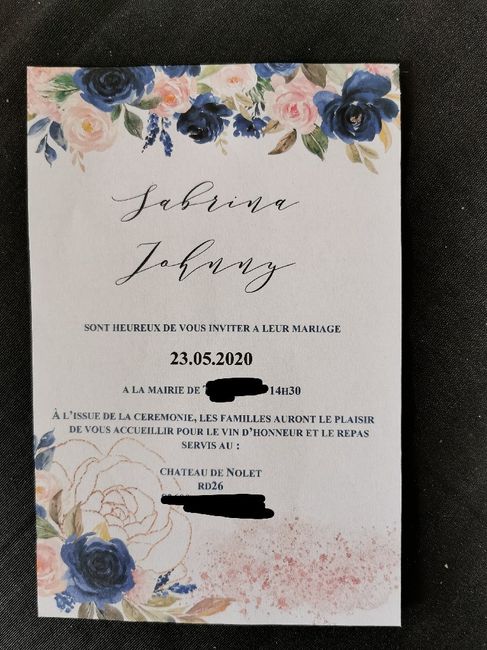 Sabrina
Johnny
SONT HEUREUX DE VOUS INVITER A LEUR MARIAGE
23.05.2020
A LA MAIRIE DE 14H30
À L'ISSUE DE LA CEREMONIE, LES FAMILLES AURONT LE PLAISIR
DE VOUS ACCUEILLIR POUR LE VIN D'HONNEUR ET LE REPAS
SERVIS AU :
CHATEAU DE NOLET
RD26